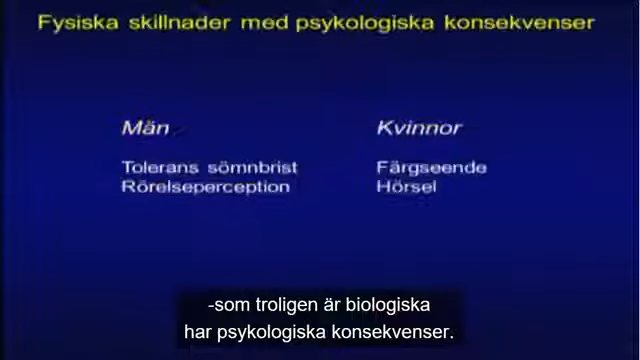 Fysiska skillnader med psykologiska konsekvenser
Män
Kvinnor
Tolerans sömnbrist
Färgseende
Rörelseperception
Hörsel
-som troligen är biologiska
har psykologiska konsekvenser.